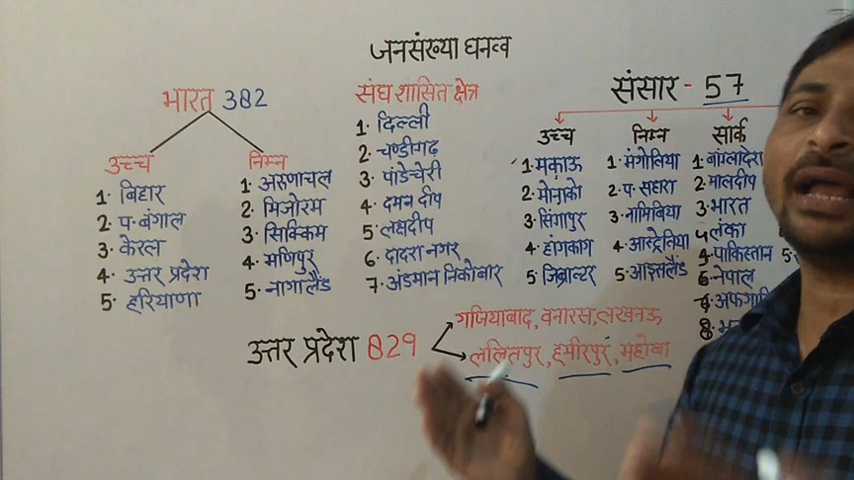 जनसंख्या घनत्व
भारत 382
उच्च
1. बिहार
2. प. बंगाल
3. केरल
4. उत्तर प्रदेश
5. हरियाणा
निम्न
1. अरुणाचल
2. मिजोरम
3. सिक्किम
4. मणिपुर
5. नागालैंड
संघ शासित क्षेत्र
1. दिल्ली
2. चण्डीगढ़
3. पांडेचेरी
4. दमन दीप
5. लक्षदीप
6. दादरा नगर
7. अंडमान निकोबार
संसार - 57
उच्च
1. मकाऊ
2. मोनाको
3. सिंगापुर
4. हांगकाग
5. जिब्राल्टर
निम्न
1. मंगोलिया
2. प. सहारा
3. नामिबिया
4. आस्ट्रेविया
5. आइसलैंड
सार्क
1. बांग्लादेश
2. मालदीप
3. भारत
4. लंका
पाकिस्तान
6. नेपाल
उत्तर प्रदेश 829
गाजियाबाद, वनारस, लखनऊ
ललितपुर, हमीरपुर, महोबा